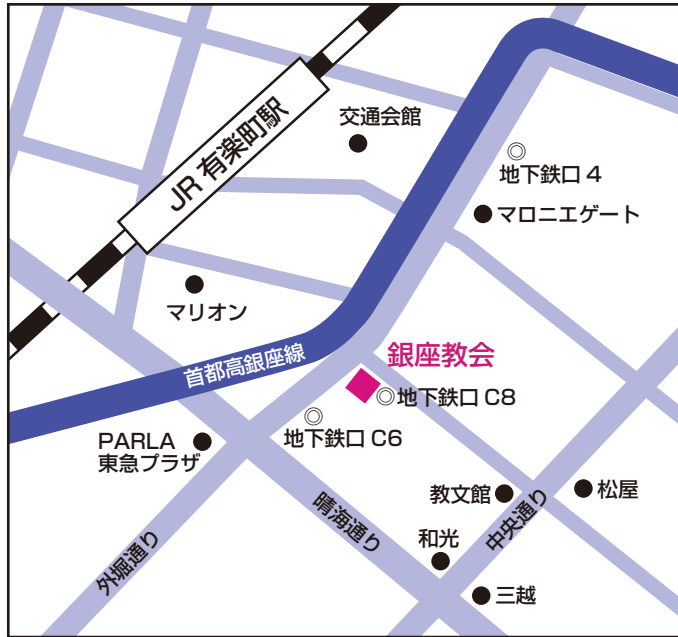 交通会館
JR 有楽町駅
地下鉄口 4
マロニエゲート
マリオン
首都高銀座線
銀座教会
地下鉄口 C8
地下鉄口 C6
PARLA
東急プラザ
教文館
松屋
晴海通り
中央通り
和光
外堀通り
三越